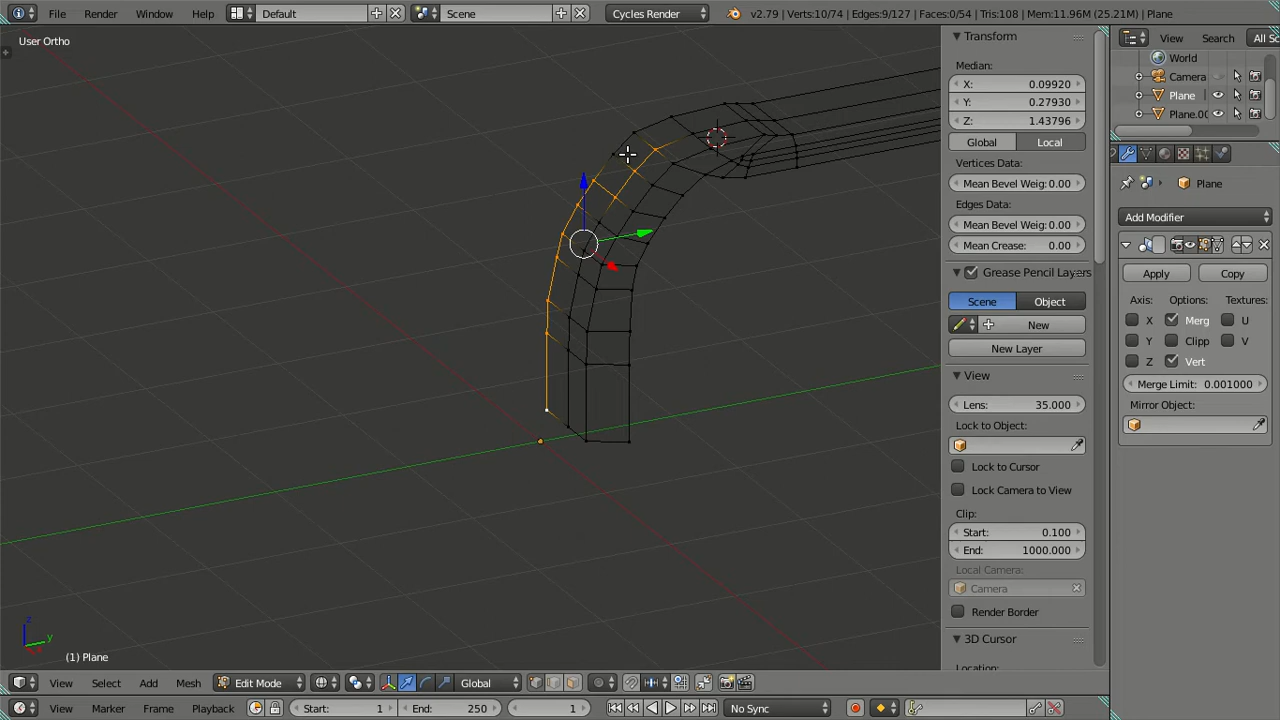 File Render Window Help Default Scene Cycles Render v2.79 | Verts:10/74 | Edges:9/127 | Faces:0/54 | Tris:108 | Mem:11.96M (25.21M) | Plane
User Ortho
Transform
Median:
X: 0.09920
Y: 0.27930
Z: 1.43796
Global Local
Vertices Data:
Mean Bevel Weig: 0.00
Edges Data:
Mean Bevel Weig: 0.00
Mean Crease: 0.00
Grease Pencil Layers
Scene Object
New
New Layer
View
Lens: 35.000
Lock to Object:
Lock to Cursor
Lock Camera to View
Clip:
Start: 0.100
End: 1000.000
Local Camera:
Camera
Render Border
3D Cursor
Location:
View Search All Sc
World
Camera
Plane
Plane.00
Plane
Add Modifier
Apply Copy
Axis: Options: Textures:
X Merg U
Y Clipp V
Z Vert
Merge Limit: 0.001000
Mirror Object:
z
y
(1) Plane
View Select Add Mesh Edit Mode Global
View Marker Frame Playback Start: 1 End: 250 1 No Sync